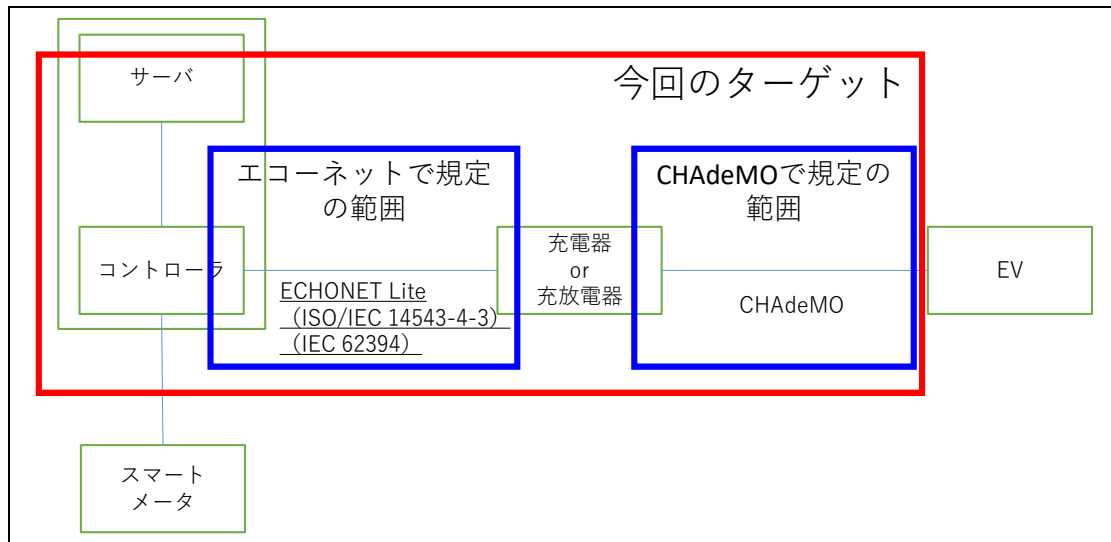 サーバ
今回のターゲット
エコーネットで規定
の範囲
CHAdeMOで規定の
範囲
コントローラ
ECHONET Lite
（ISO/IEC 14543-4-3）
（IEC 62394）
充電器
or
充放電器
CHAdeMO
EV
スマート
メータ